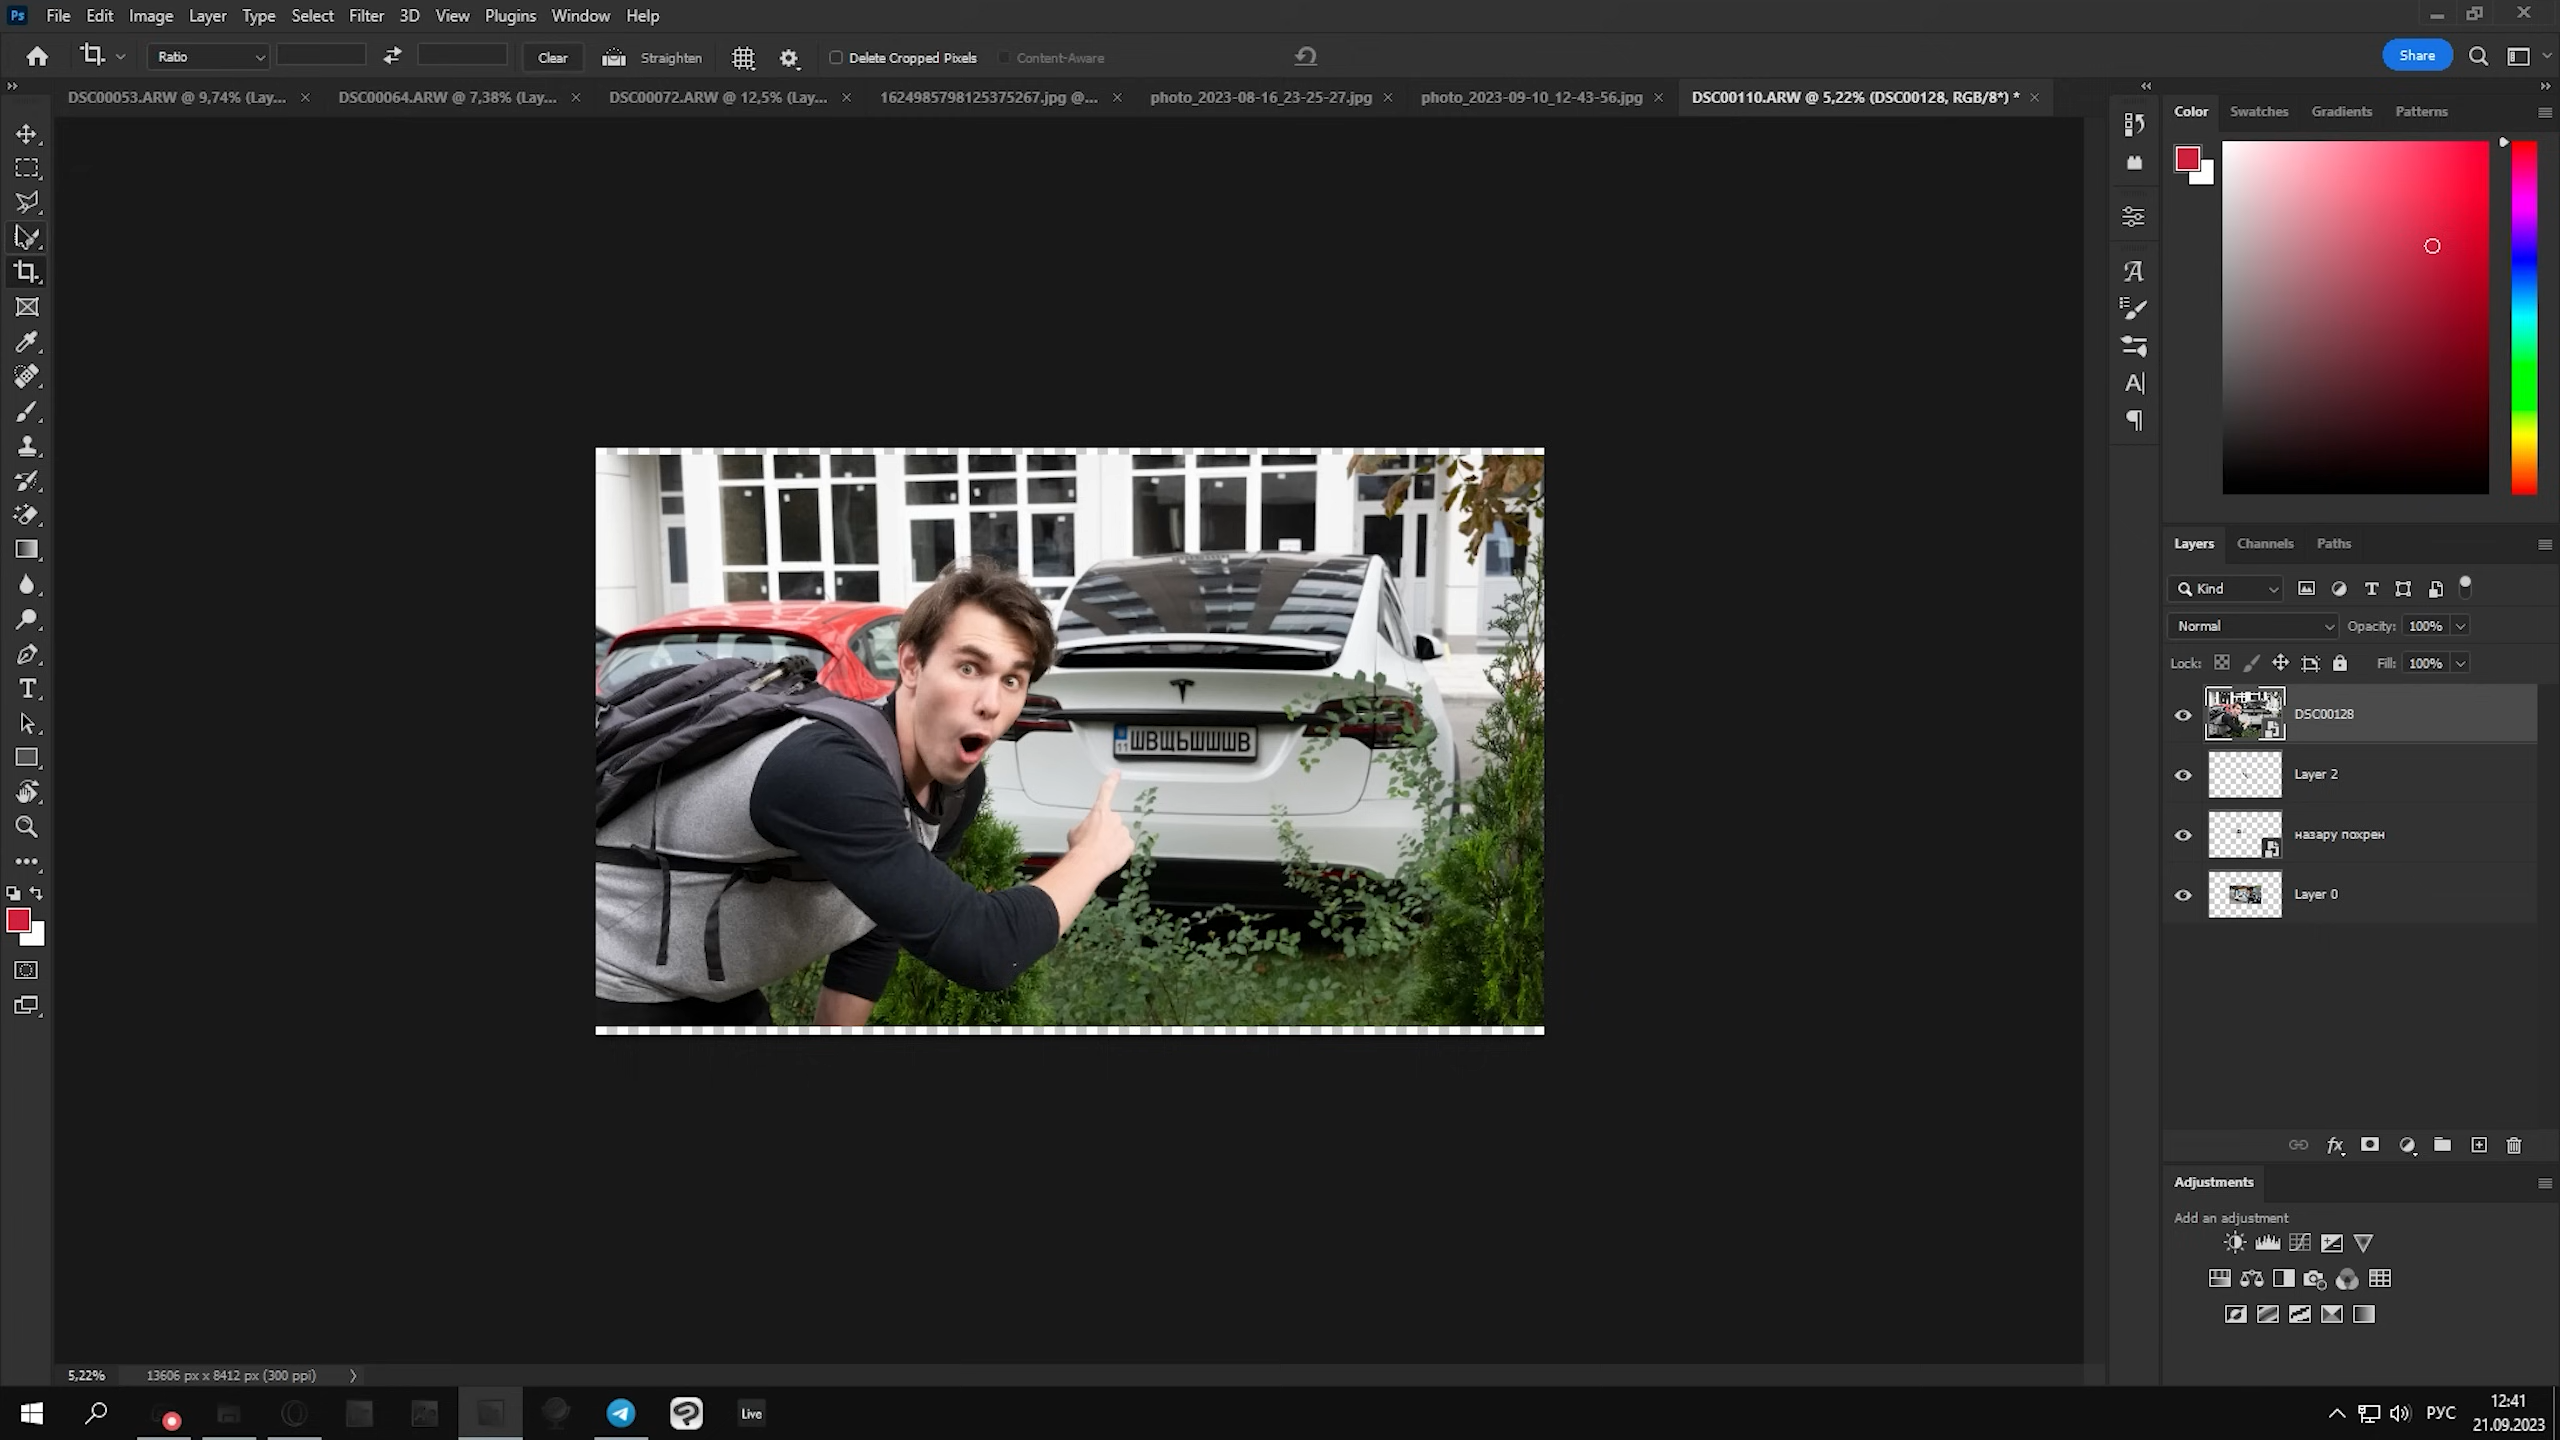 Ps File Edit Image Layer Type Select Filter 3D View Plugins Window Help
Ratio Clear Straighten Delete Cropped Pixels Content-Aware Share
DSC00053.ARW @ 9,74% (Lay... DSC00064.ARW @ 7,38% (Lay... DSC00072.ARW @ 12,5% (Lay... 1624985798125375267.jpg @... photo_2023-08-16_23-25-27.jpg photo_2023-09-10_12-43-56.jpg DSC00110.ARW @ 5,22% (DSC00128, RGB/8*) *
Color Swatches Gradients Patterns
11 ШВЩЬШШШВ
Layers Channels Paths
Kind
Normal Opacity: 100%
Lock: Fill: 100%
DSC00128
Layer 2
назару похрен
Layer 0
fx
Adjustments
Add an adjustment
5,22% 13606 px x 8412 px (300 ppi)
Live
РУС
12:41
21.09.2023